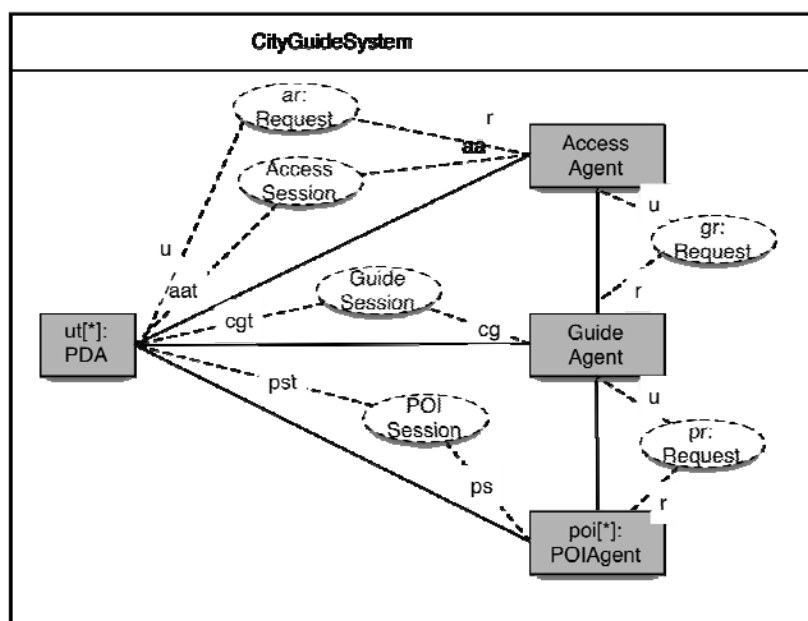 CityGuideSystem
ar:
Request
r
aa
Access
Session
Access
Agent
u
gr:
Request
r
u
aat
Guide
Session
cgt
cg
ut[*]:
PDA
Guide
Agent
pst
POI
Session
u
pr:
Request
ps
r
poi[*]:
POIAgent